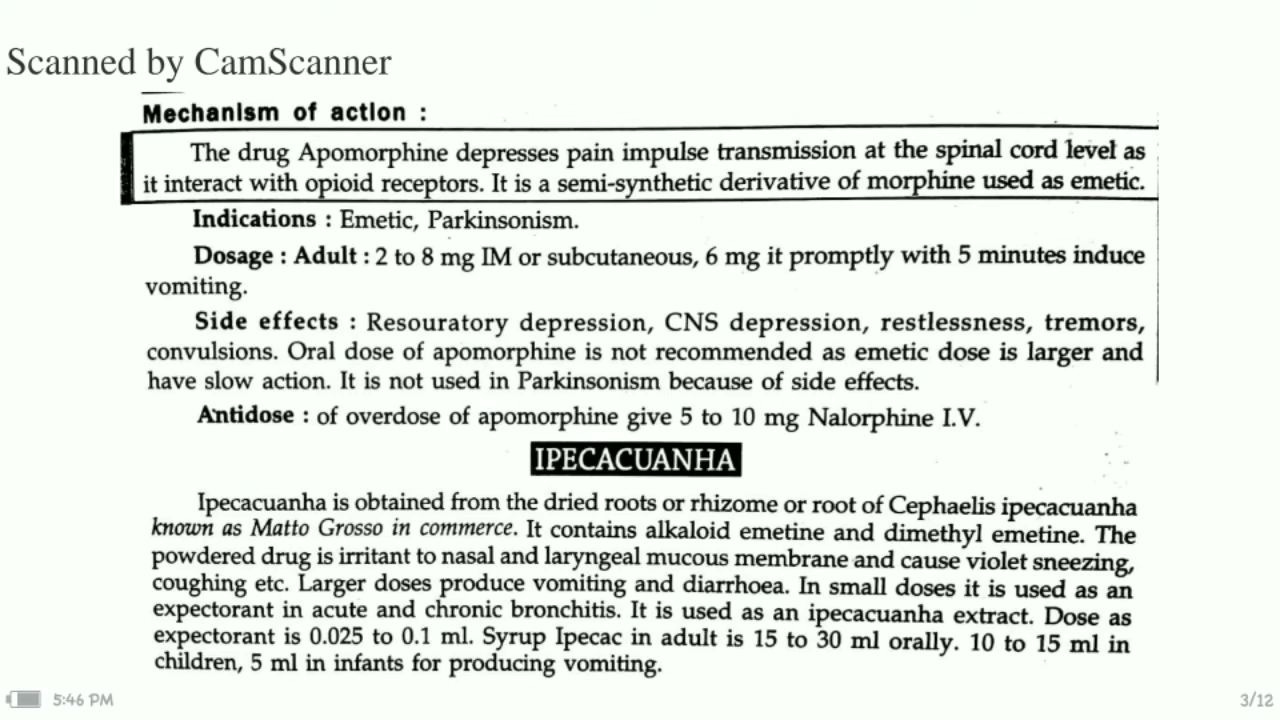 Scanned by CamScanner
Mechanism of action :
The drug Apomorphine depresses pain impulse transmission at the spinal cord level as
it interact with opioid receptors. It is a semi-synthetic derivative of morphine used as emetic.
Indications : Emetic, Parkinsonism.
Dosage : Adult : 2 to 8 mg IM or subcutaneous, 6 mg it promptly with 5 minutes induce
vomiting.
Side effects : Resouratory depression, CNS depression, restlessness, tremors,
convulsions. Oral dose of apomorphine is not recommended as emetic dose is larger and
have slow action. It is not used in Parkinsonism because of side effects.
Antidose : of overdose of apomorphine give 5 to 10 mg Nalorphine I.V.
IPECACUANHA
Ipecacuanha is obtained from the dried roots or rhizome or root of Cephaelis ipecacuanha
known as Matto Grosso in commerce. It contains alkaloid emetine and dimethyl emetine. The
powdered drug is irritant to nasal and laryngeal mucous membrane and cause violet sneezing,
coughing etc. Larger doses produce vomiting and diarrhoea. In small doses it is used as an
expectorant in acute and chronic bronchitis. It is used as an ipecacuanha extract. Dose as
expectorant is 0.025 to 0.1 ml. Syrup Ipecac in adult is 15 to 30 ml orally. 10 to 15 ml in
children, 5 ml in infants for producing vomiting.
5:46 PM
3/12